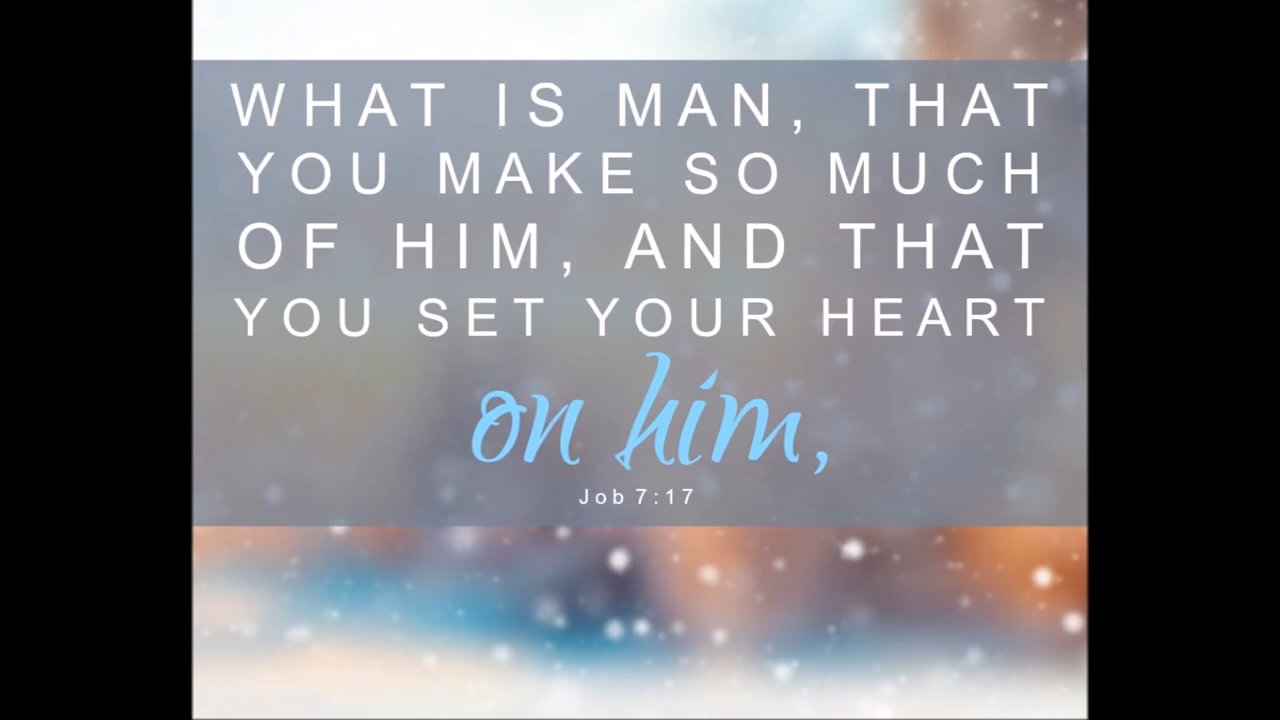 WHAT IS MAN, THAT
YOU MAKE SO MUCH
OF HIM, AND THAT
YOU SET YOUR HEART
on him,
Job 7:17